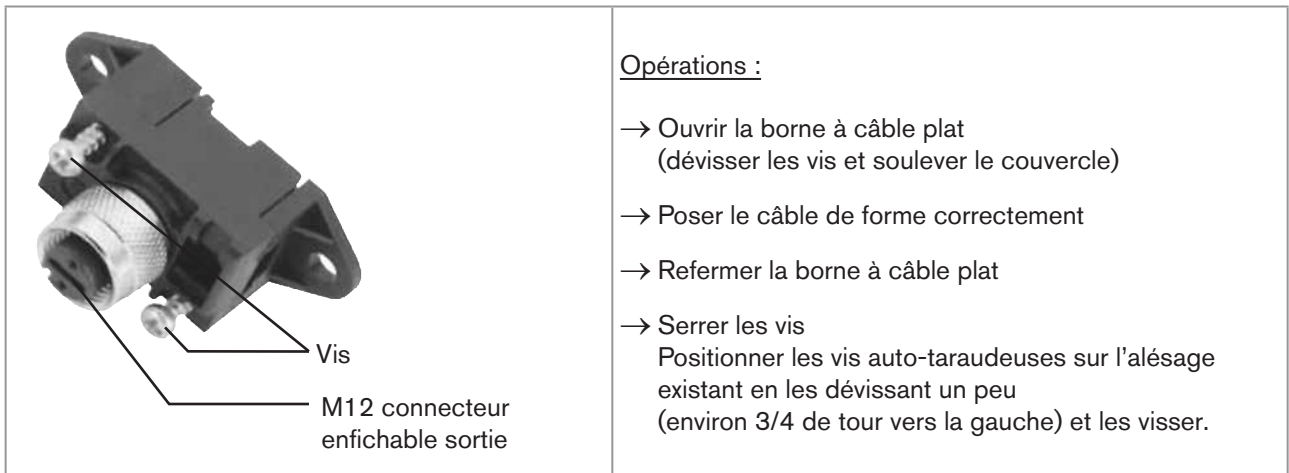 Vis
M12 connecteur
enfichable sortie
Opérations :
→ Ouvrir la borne à câble plat
(dévisser les vis et soulever le couvercle)
→ Poser le câble de forme correctement
→ Refermer la borne à câble plat
→ Serrer les vis
Positionner les vis auto-taraudeuses sur l'alésage
existant en les dévissant un peu
(environ 3/4 de tour vers la gauche) et les visser.